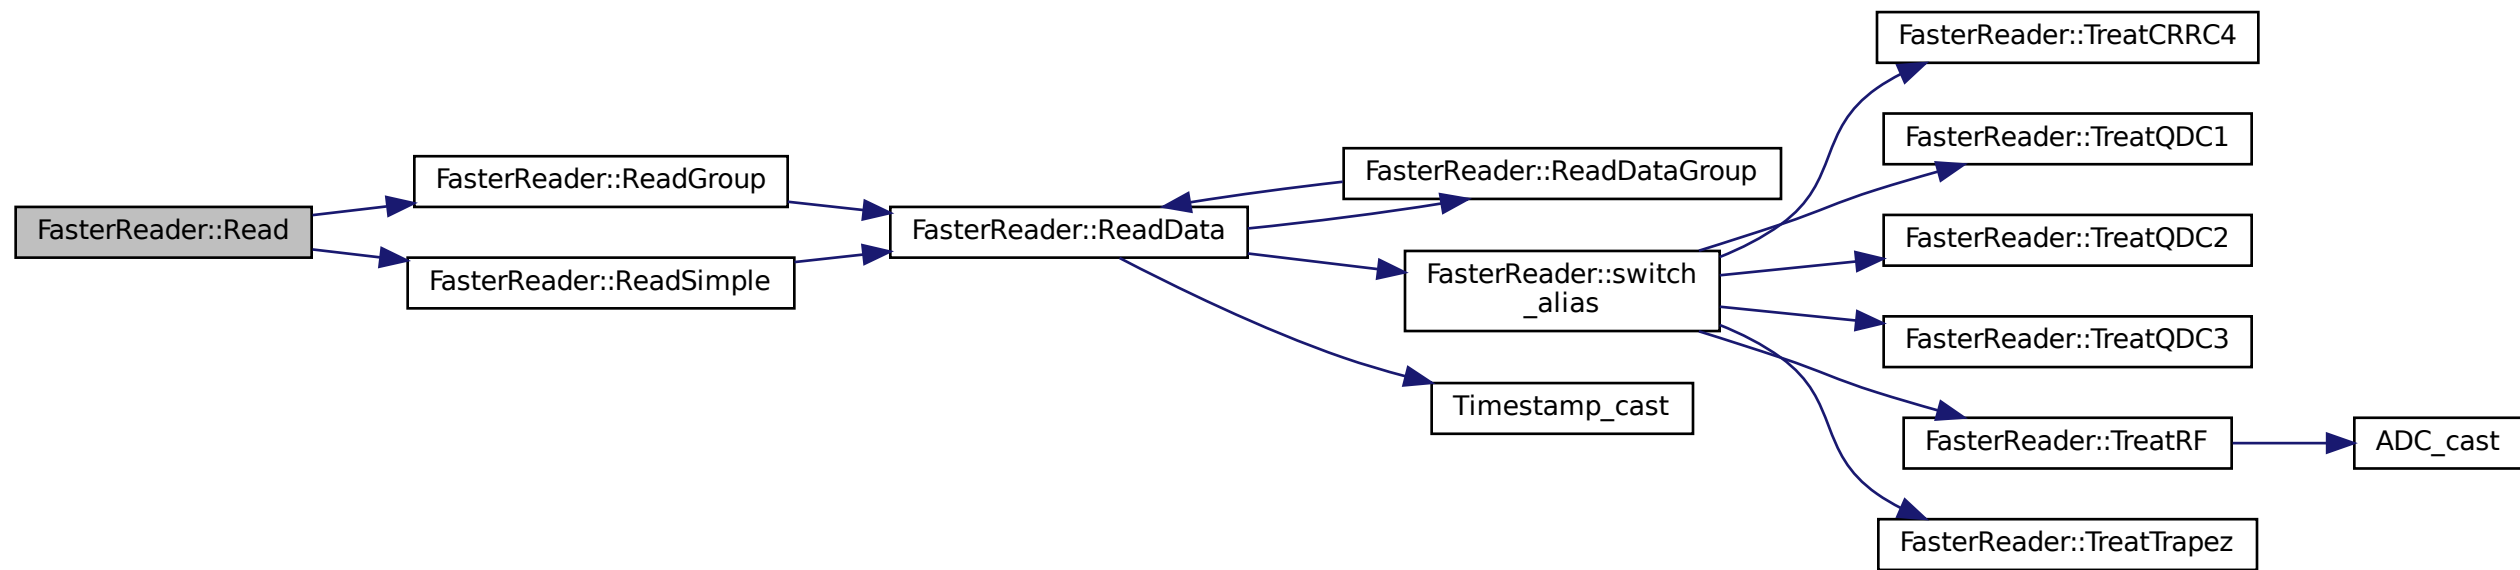 FasterReader::Read
FasterReader::ReadGroup
FasterReader::ReadSimple
FasterReader::ReadData
FasterReader::ReadDataGroup
FasterReader::switch
_alias
Timestamp_cast
FasterReader::TreatCRRC4
FasterReader::TreatQDC1
FasterReader::TreatQDC2
FasterReader::TreatQDC3
FasterReader::TreatRF
FasterReader::TreatTrapez
ADC_cast